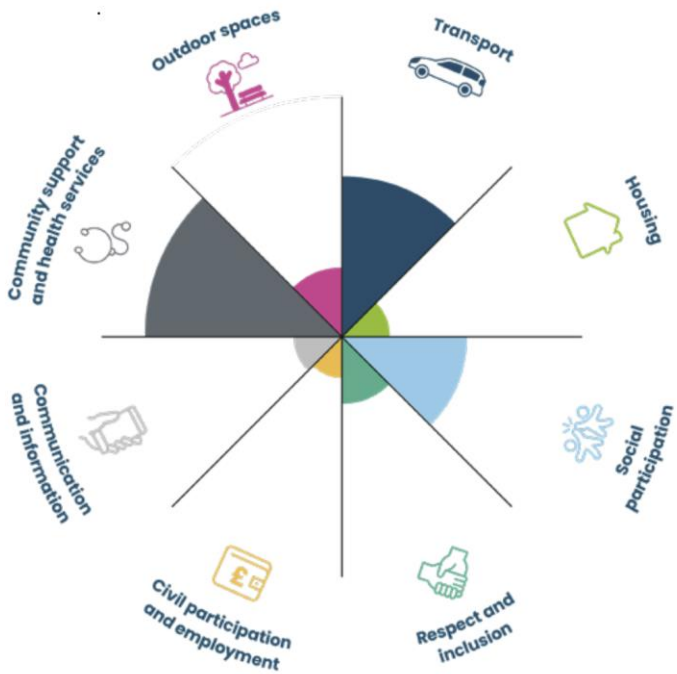 Outdoor spaces
Transport
Housing
Social
participation
Respect and
inclusion
Civil participation
and employment
£
Communication
and information
Community support
and health services